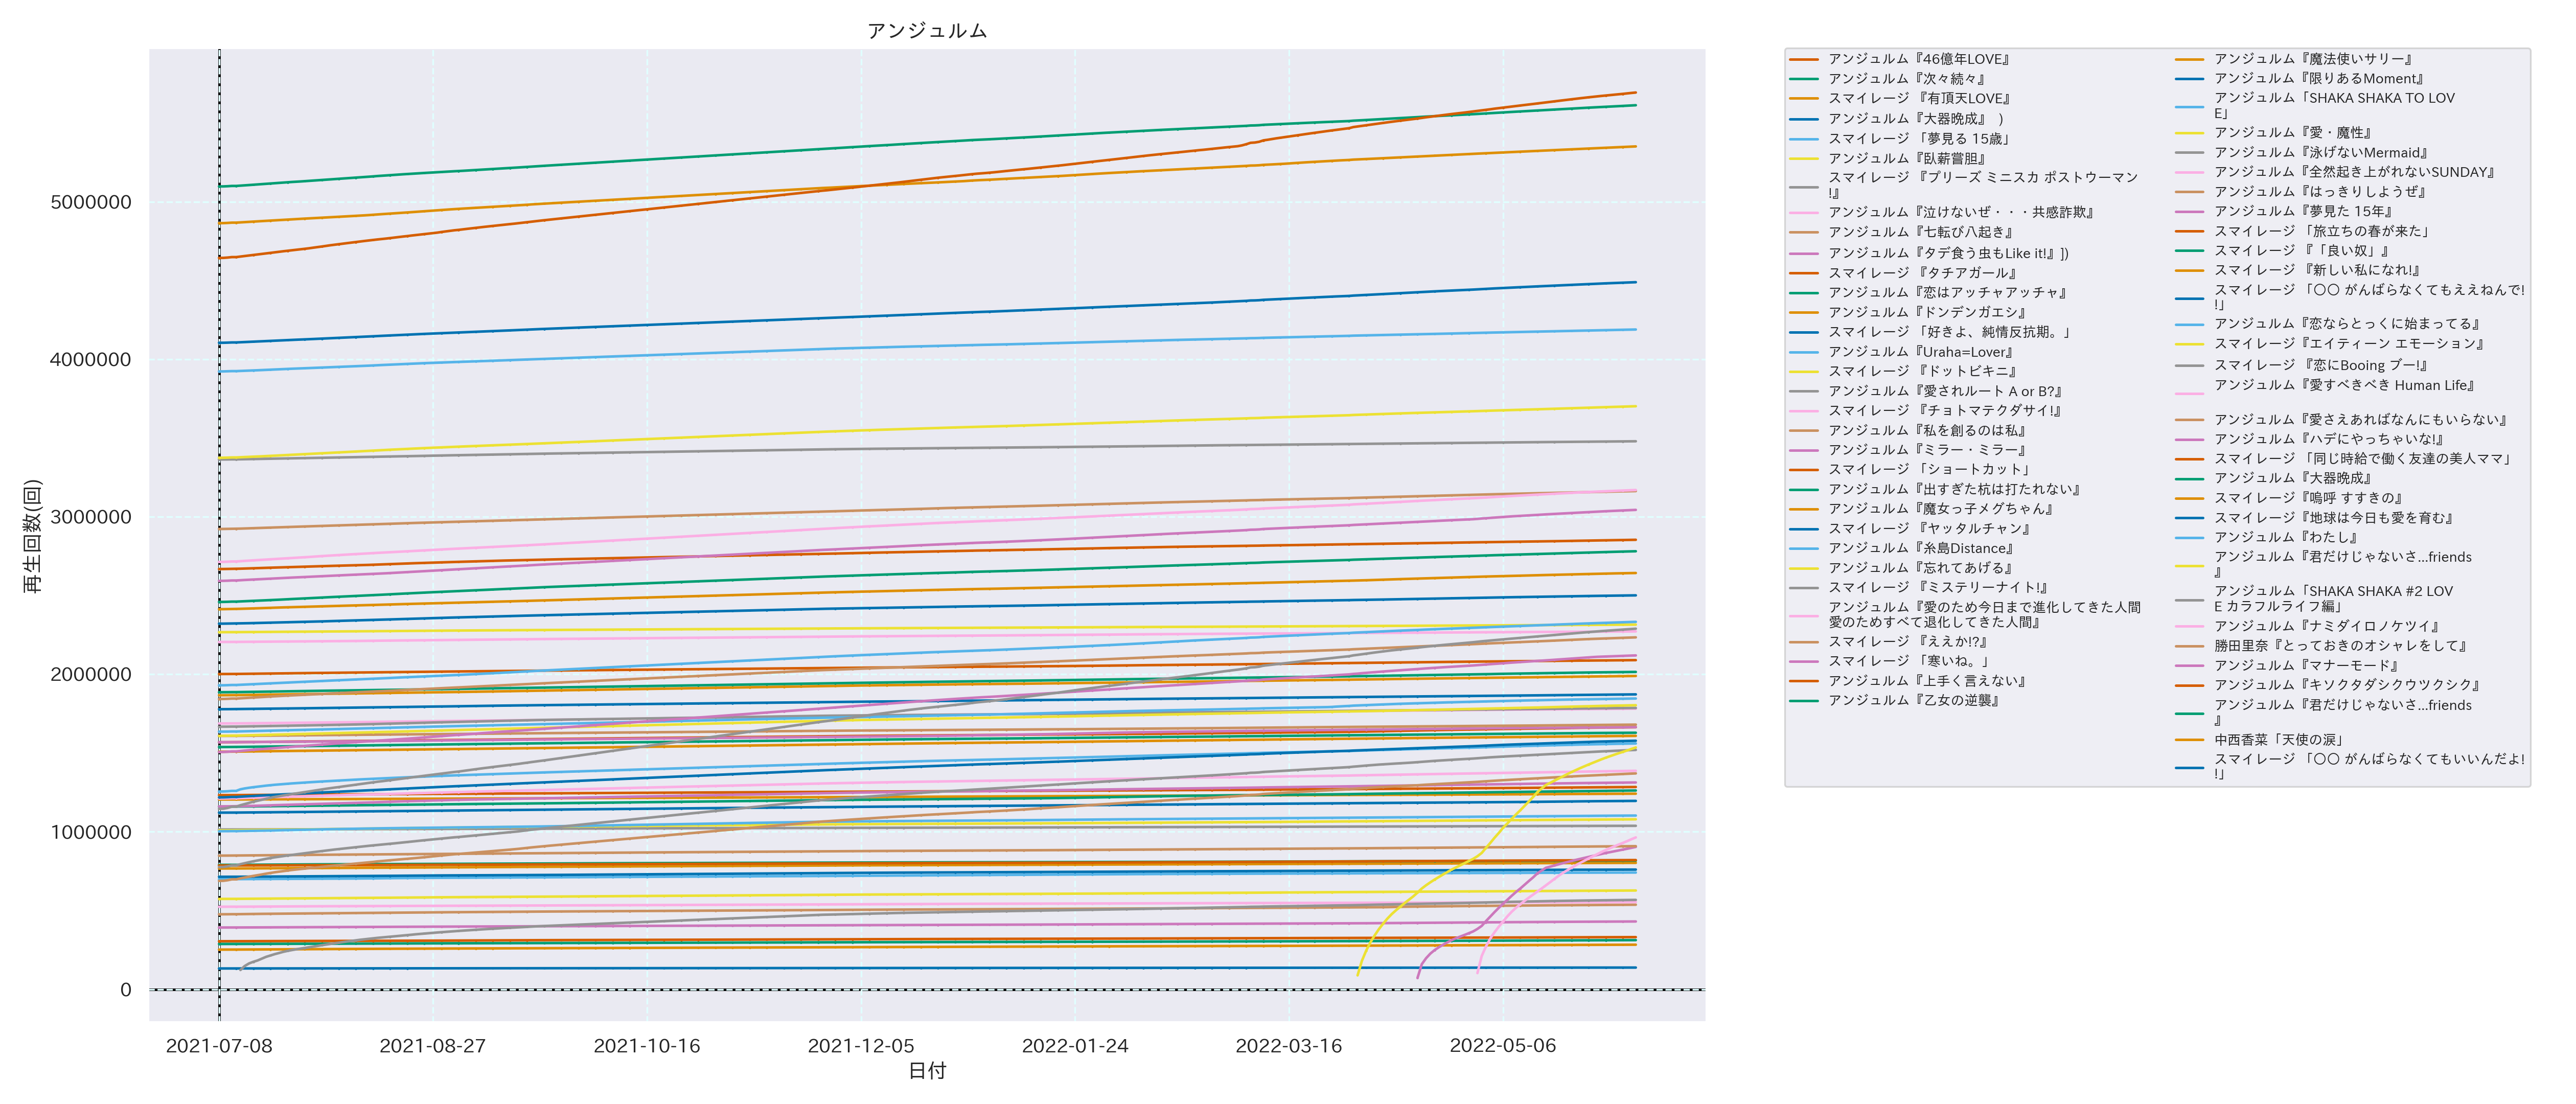 アンジュルム
再生回数(回)
5000000
4000000
3000000
2000000
1000000
0
2021-07-08
2021-08-27
2021-10-16
2021-12-05
2022-01-24
2022-03-16
2022-05-06
日付
アンジュルム『46億年LOVE』
アンジュルム『次々続々』
スマイレージ 『有頂天LOVE』
アンジュルム『大器晩成』 )
スマイレージ 「夢見る 15歳」
アンジュルム『臥薪嘗胆』
スマイレージ 『プリーズ ミニスカ ポストウーマン
!』
アンジュルム『泣けないぜ・・・共感詐欺』
アンジュルム『七転び八起き』
アンジュルム『タデ食う虫もLike it!』])
スマイレージ 『タチアガール』
アンジュルム『恋はアッチャアッチャ』
アンジュルム『ドンデンガエシ』
スマイレージ 「好きよ、純情反抗期。」
アンジュルム『Uraha=Lover』
スマイレージ 『ドットビキニ』
アンジュルム『愛されルート A or B?』
スマイレージ 『チョトマテクダサイ!』
アンジュルム『私を創るのは私』
アンジュルム『ミラー・ミラー』
スマイレージ 「ショートカット」
アンジュルム『出すぎた杭は打たれない』
アンジュルム『魔女っ子メグちゃん』
スマイレージ 『ヤッタルチャン』
アンジュルム『糸島Distance』
アンジュルム『忘れてあげる』
スマイレージ 『ミステリーナイト!』
アンジュルム『愛のため今日まで進化してきた人間
愛のためすべて退化してきた人間』
スマイレージ 『ええか!?』
スマイレージ 「寒いね。」
アンジュルム『上手く言えない』
アンジュルム『乙女の逆襲』
アンジュルム『魔法使いサリー』
アンジュルム『限りあるMoment』
アンジュルム「SHAKA SHAKA TO LOV
E」
アンジュルム『愛・魔性』
アンジュルム『泳げないMermaid』
アンジュルム『全然起き上がれないSUNDAY』
アンジュルム『はっきりしようぜ』
アンジュルム『夢見た 15年』
スマイレージ 「旅立ちの春が来た」
スマイレージ 『「良い奴」』
スマイレージ 『新しい私になれ!』
スマイレージ 「〇〇 がんばらなくてもええねんで!
!」
アンジュルム『恋ならとっくに始まってる』
スマイレージ『エイティーン エモーション』
スマイレージ 『恋にBooing ブー!』
アンジュルム『愛すべきべき Human Life』
アンジュルム『愛さえあればなんにもいらない』
アンジュルム『ハデにやっちゃいな!』
スマイレージ 「同じ時給で働く友達の美人ママ」
アンジュルム『大器晩成』
スマイレージ『嗚呼 すすきの』
スマイレージ『地球は今日も愛を育む』
アンジュルム『わたし』
アンジュルム『君だけじゃないさ...friends
』
アンジュルム「SHAKA SHAKA #2 LOV
E カラフルライフ編」
アンジュルム『ナミダイロノケツイ』
勝田里奈『とっておきのオシャレをして』
アンジュルム『マナーモード』
アンジュルム『キソクタダシクウツクシク』
アンジュルム『君だけじゃないさ...friends
』
中西香菜「天使の涙」
スマイレージ 「〇〇 がんばらなくてもいいんだよ!
!」